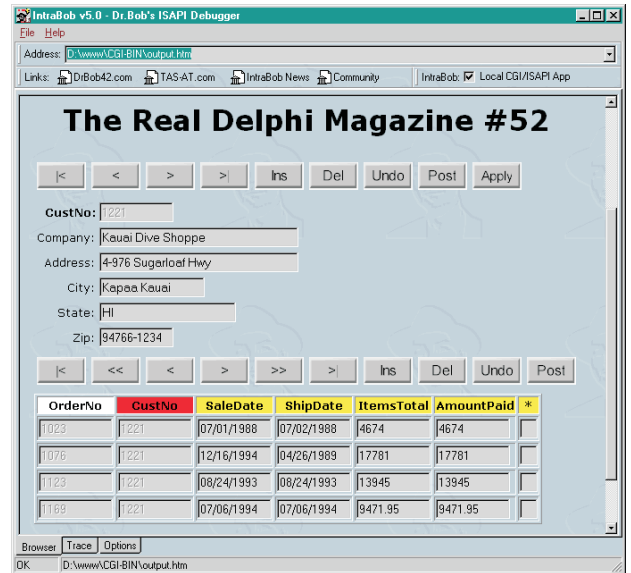 IntraBob v5.0 - Dr.Bob's ISAPI Debugger
File Help
Address: D:\www\CGI-BIN\output.htm
Links: DrBob42.com TAS-AT.com IntraBob News Community IntraBob: Local CGI/ISAPI App
The Real Delphi Magazine #52
|< < > >| Ins Del Undo Post Apply
CustNo: 1221
Company: Kauai Dive Shoppe
Address: 4-976 Sugarloaf Hwy
City: Kapaa Kauai
State: HI
Zip: 94766-1234
|< << < > >> >| Ins Del Undo Post
OrderNo CustNo SaleDate ShipDate ItemsTotal AmountPaid *
1023 1221 07/01/1988 07/02/1988 4674 4674
1076 1221 12/16/1994 04/26/1989 17781 17781
1123 1221 08/24/1993 08/24/1993 13945 13945
1169 1221 07/06/1994 07/06/1994 9471.95 9471.95
Browser Trace Options
OK D:\www\CGI-BIN\output.htm